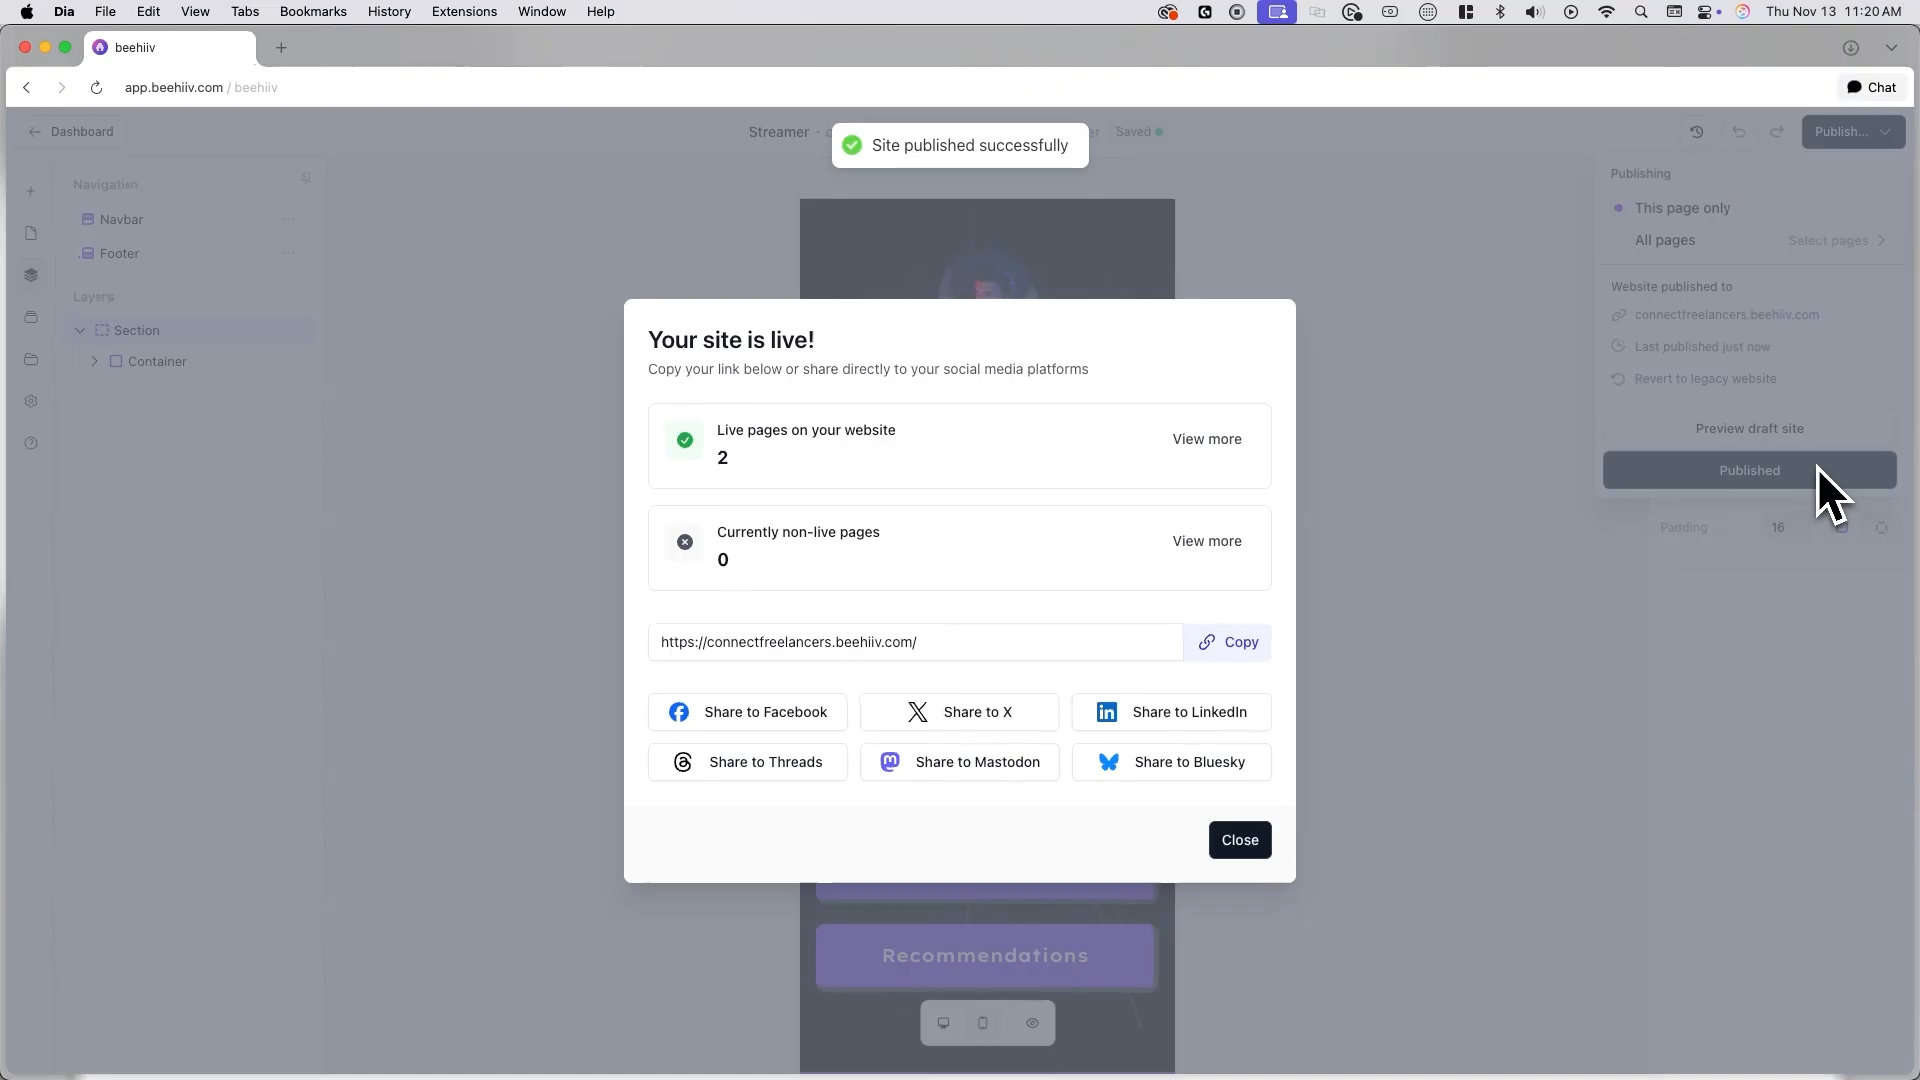 Dia File Edit View Tabs Bookmarks History Extensions Window Help Thu Nov 13 11:20 AM
beehiiv
app.beehiiv.com / beehiiv Chat
Dashboard Streamer · Saved Publish...
Site published successfully
Navigation
Navbar
Footer
Layers
Section
Container
Publishing
This page only
All pages Select pages
Website published to
connectfreelancers.beehiiv.com
Last published just now
Revert to legacy website
Preview draft site
Published
Padding 16
Your site is live!
Copy your link below or share directly to your social media platforms
Live pages on your website
2
View more
Currently non-live pages
0
View more
https://connectfreelancers.beehiiv.com/ Copy
Share to Facebook Share to X Share to LinkedIn
Share to Threads Share to Mastodon Share to Bluesky
Close
Recommendations